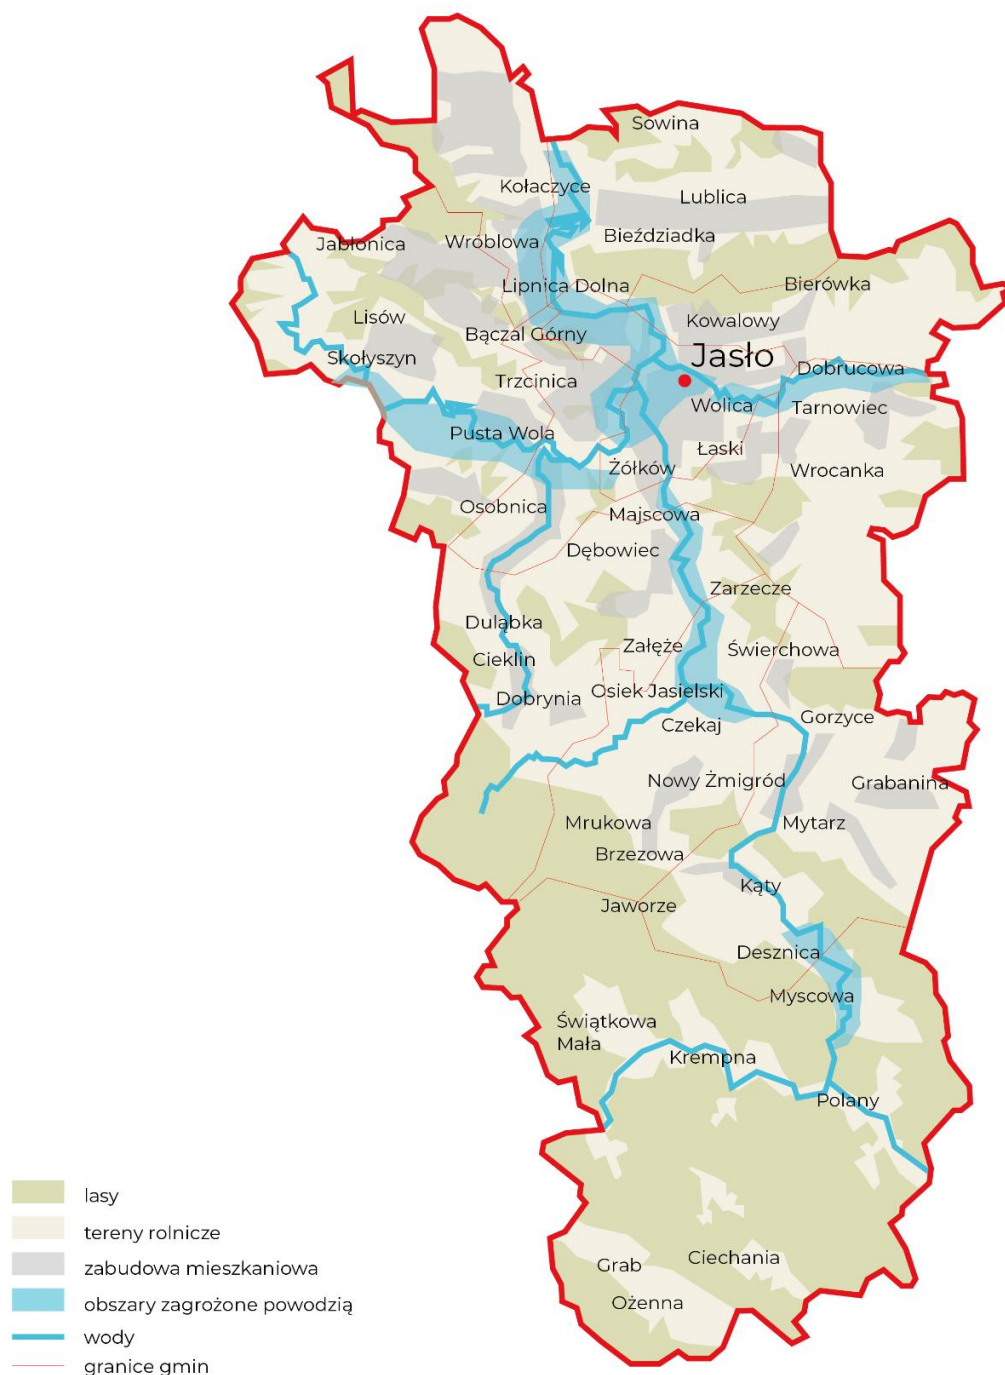 Sowina
Kołaczyce
Lublica
Jabłonica
Wróblowa
Bieździadka
Lipnica Dolna
Bierówka
Lisów
Bączal Górny
Kowalowy
Skołyszyn
Jasło
Trzcinica
Dobrucowa
Wolica
Tarnowiec
Pusta Wola
Łaski
Żółków
Wrocanka
Osobnica
Majscowa
Dębowiec
Zarzecze
Duląbka
Załęże
Świerchowa
Cieklin
Dobrynia
Osiek Jasielski
Czekaj
Gorzyce
Nowy Żmigród
Grabanina
Mrukowa
Mytarz
Brzezowa
Kąty
Jaworze
Desznica
Myscowa
Świątkowa
Mała
Krempna
Polany
Grab
Ciechania
Ożenna
lasy
tereny rolnicze
zabudowa mieszkaniowa
obszary zagrożone powodzią
wody
granice gmin